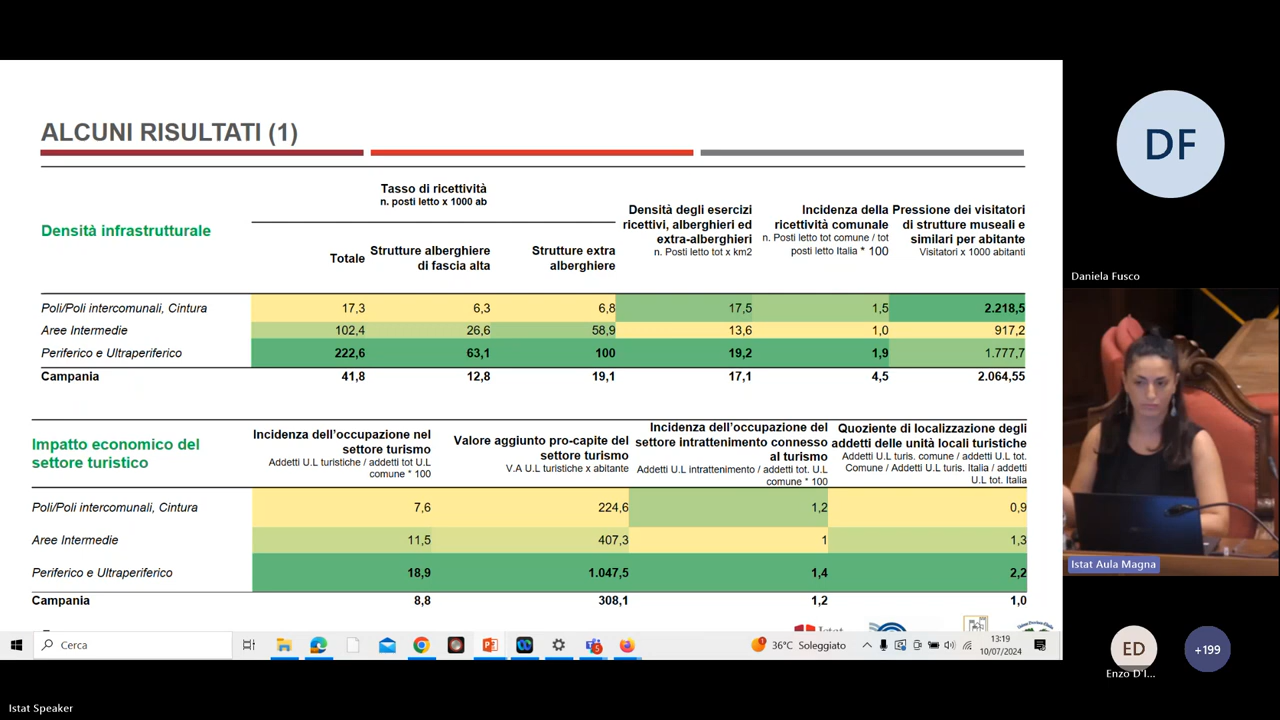 ALCUNI RISULTATI (1)
Densità infrastrutturale
Tasso di ricettività
n. posti letto x 1000 ab
Totale
Strutture alberghiere
di fascia alta
Strutture extra
alberghiere
Densità degli esercizi
ricettivi, alberghieri ed
extra-alberghieri
n. Posti letto tot x km2
Incidenza della
ricettività comunale
n. Posti letto tot comune / tot
posti letto Italia * 100
Pressione dei visitatori
di strutture museali e
similari per abitante
Visitatori x 1000 abitanti
Poli/Poli intercomunali, Cintura 17,3 6,3 6,8 17,5 1,5 2.218,5
Aree Intermedie 102,4 26,6 58,9 13,6 1,0 917,2
Periferico e Ultraperiferico 222,6 63,1 100 19,2 1,9 1.777,7
Campania 41,8 12,8 19,1 17,1 4,5 2.064,55
Impatto economico del
settore turistico
Incidenza dell'occupazione nel
settore turismo
Addetti U.L turistiche / addetti tot U.L
comune * 100
Valore aggiunto pro-capite del
settore turismo
V.A U.L turistiche x abitante
Incidenza dell'occupazione del
settore intrattenimento connesso
al turismo
Addetti U.L intrattenimento / addetti tot. U.L
comune * 100
Quoziente di localizzazione degli
addetti delle unità locali turistiche
Addetti U.L turis. comune / addetti U.L tot.
Comune / Addetti U.L turis. Italia / addetti
U.L tot. Italia
Poli/Poli intercomunali, Cintura 7,6 224,6 1,2 0,9
Aree Intermedie 11,5 407,3 1 1,3
Periferico e Ultraperiferico 18,9 1.047,5 1,4 2,2
Campania 8,8 308,1 1,2 1,0
Cerca
1
5
36°C Soleggiato
13:19
10/07/2024
DF
Daniela Fusco
Istat Aula Magna
ED
Enzo D'I...
+199
Istat Speaker